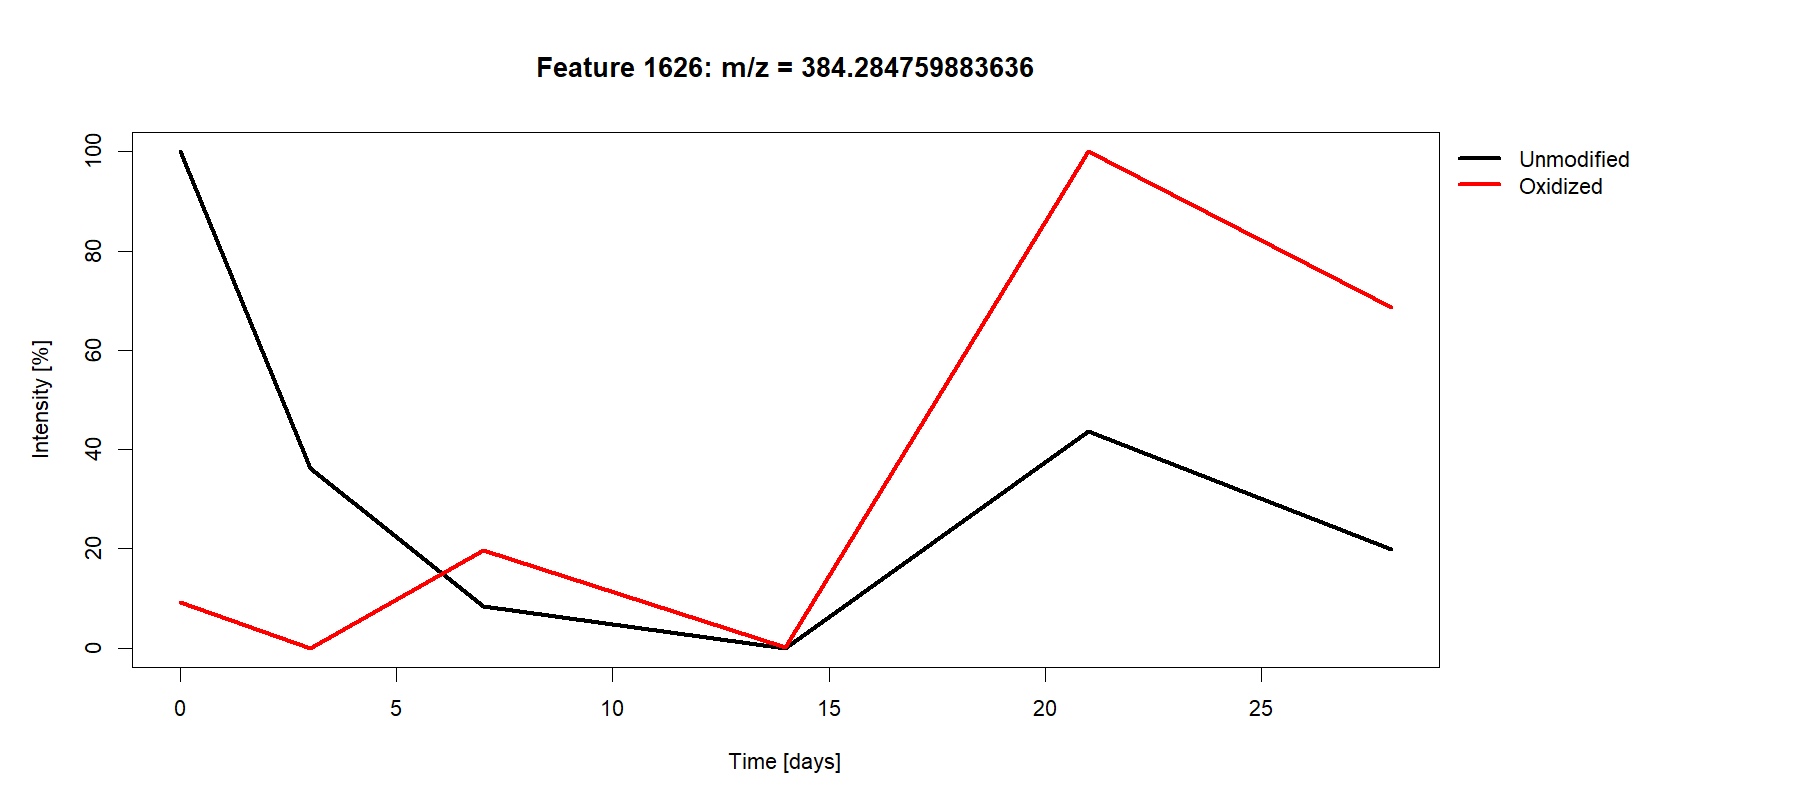 Feature 1626: m/z = 384.284759883636
Unmodified
Oxidized
Intensity [%]
100
80
60
40
20
0
0 5 10 15 20 25
Time [days]